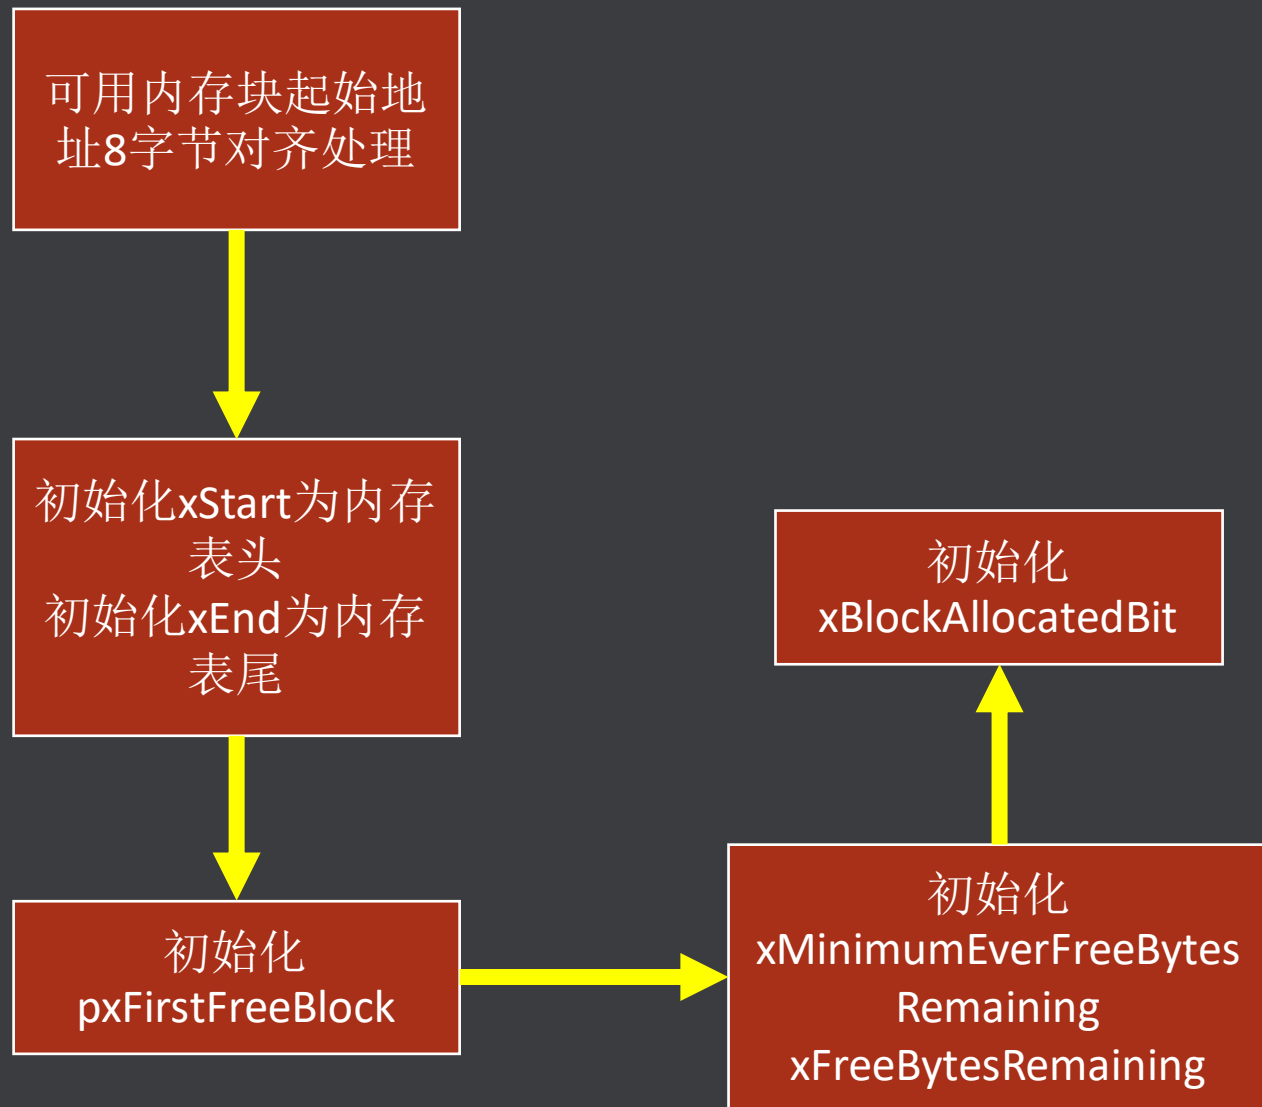 可用内存块起始地
址8字节对齐处理
初始化xStart为内存
表头
初始化xEnd为内存
表尾
初始化
pxFirstFreeBlock
初始化
xMinimumEverFreeBytes
Remaining
xFreeBytesRemaining
初始化
xBlockAllocatedBit